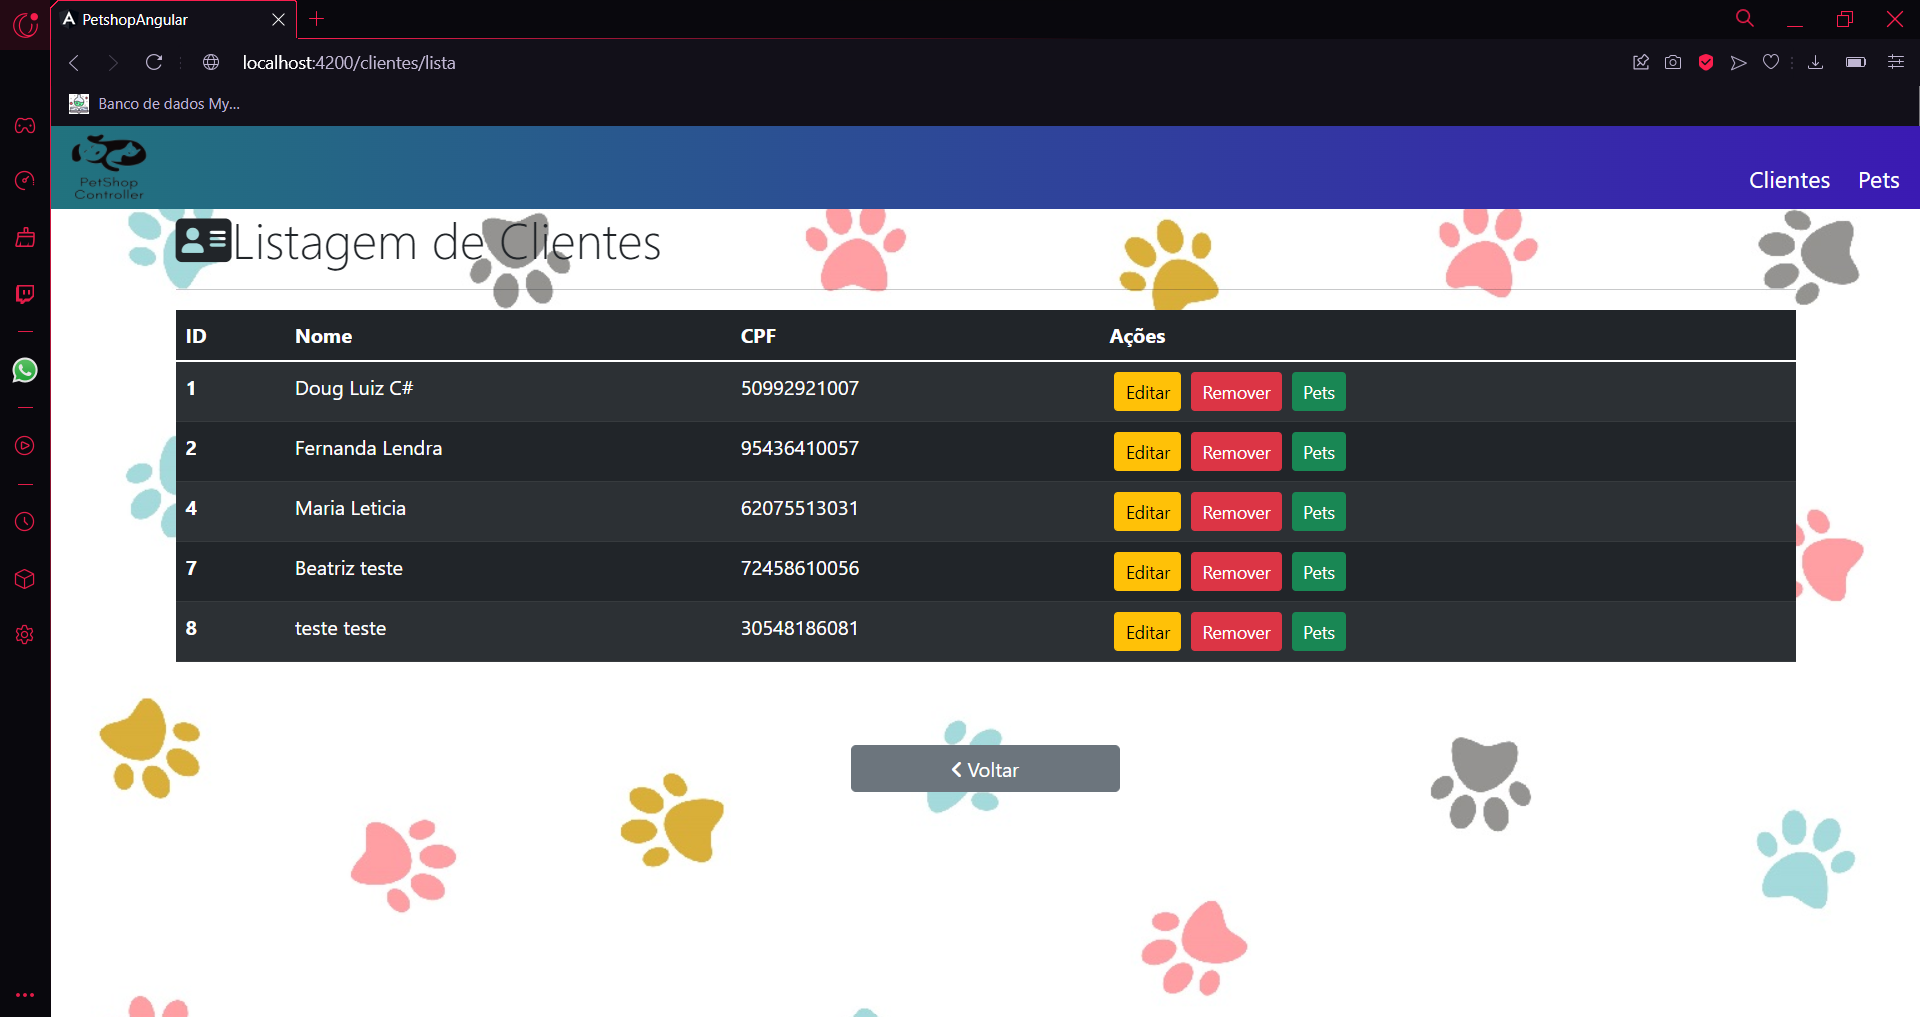 PetshopAngular
localhost:4200/clientes/lista
Banco de dados My...
PetShop
Controller
Clientes Pets
Listagem de Clientes
ID Nome CPF Ações
1 Doug Luiz C# 50992921007 Editar Remover Pets
2 Fernanda Lendra 95436410057 Editar Remover Pets
4 Maria Leticia 62075513031 Editar Remover Pets
7 Beatriz teste 72458610056 Editar Remover Pets
8 teste teste 30548186081 Editar Remover Pets
Voltar